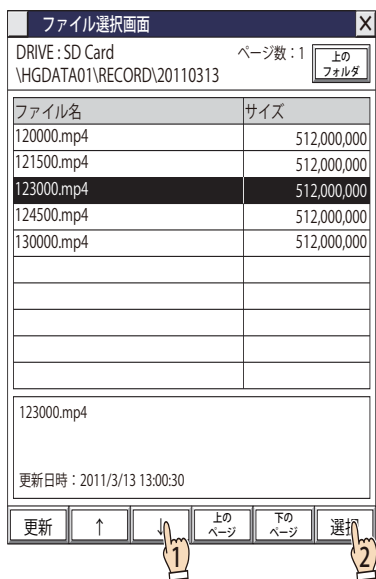 ファイル選択画面 X
DRIVE : SD Card ページ数：1 上の
\HGDATA01\RECORD\20110313 フォルダ
ファイル名 サイズ
120000.mp4 512,000,000
121500.mp4 512,000,000
123000.mp4 512,000,000
124500.mp4 512,000,000
130000.mp4 512,000,000
123000.mp4
更新日時：2011/3/13 13:00:30
更新 ↑ ↓ 上の 下の 選択
ページ ページ
1 2